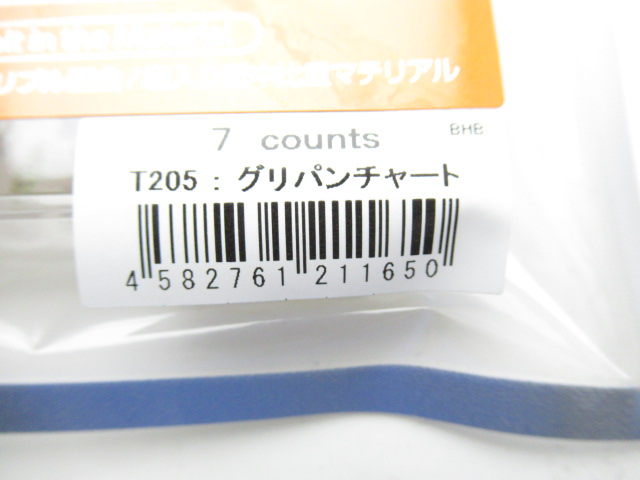 マテリアル
7 counts
BHB
T205 : グリパンチャート
4 582761 211650